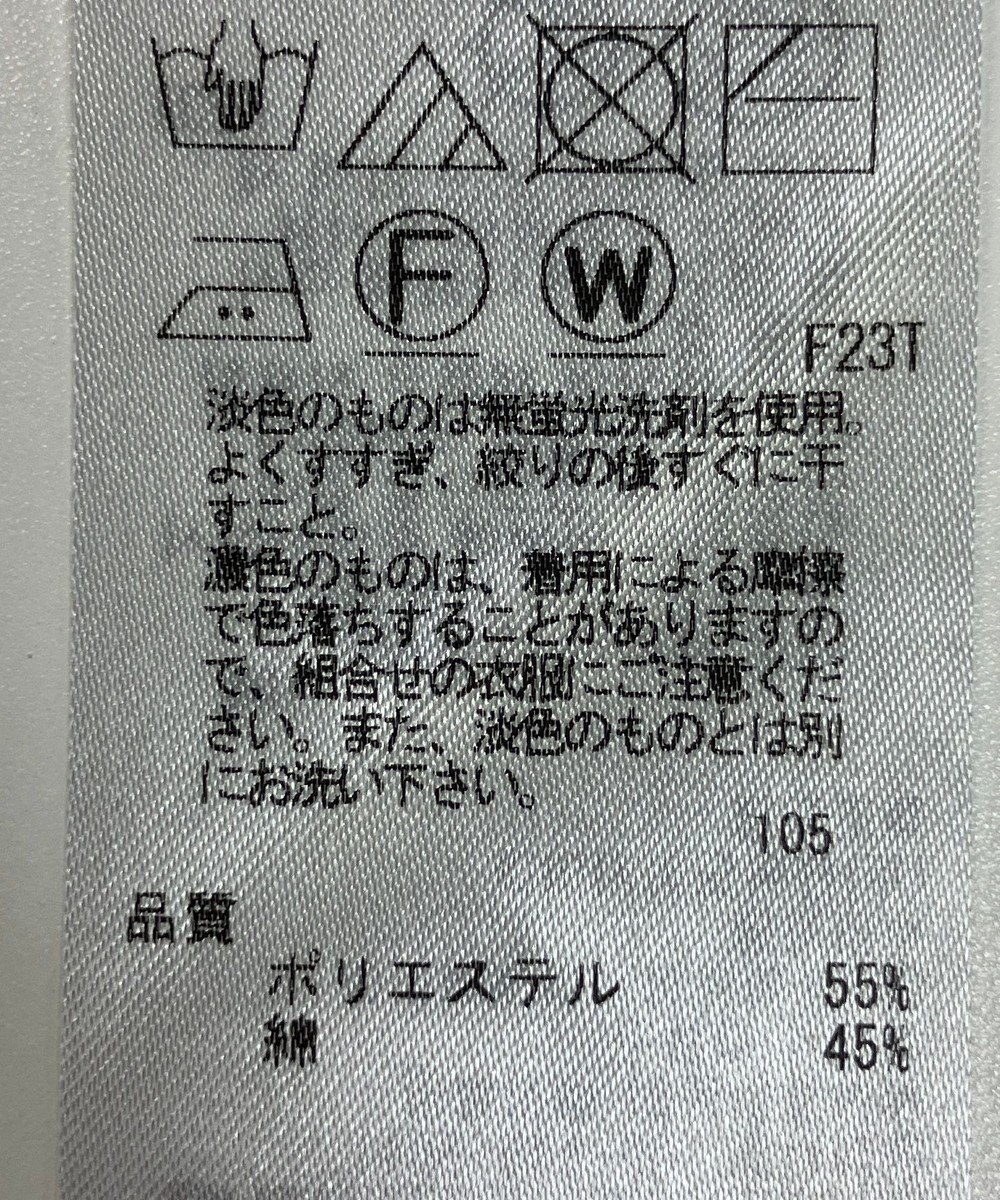 F W
F23T
淡色のものは無蛍光洗剤を使用。
よくすすぎ、絞りの後すぐに干
すこと。
濃色のものは、着用による摩擦
で色落ちすることがありますの
で、組合せの衣服にご注意くだ
さい。また、淡色のものとは別
にお洗い下さい。
105
品質
ポリエステル 55%
綿 45%